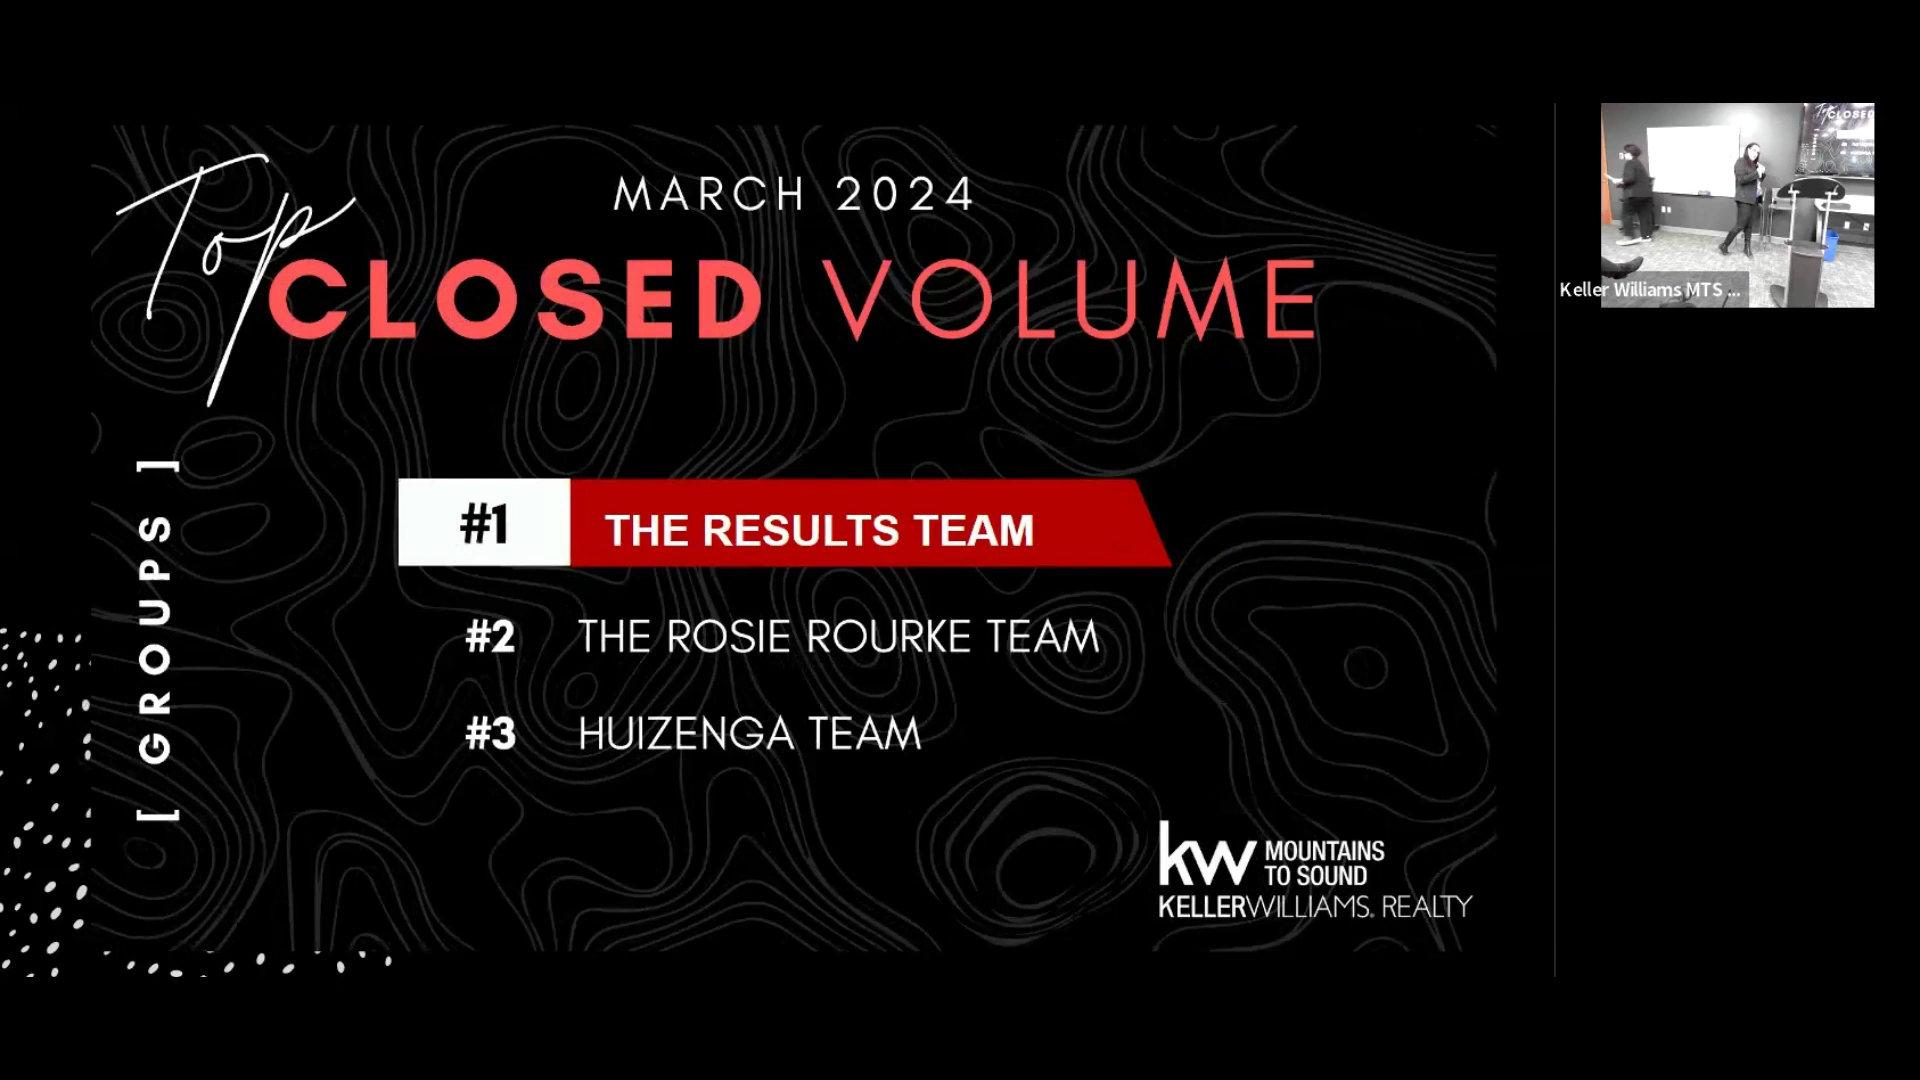 MARCH 2024
Top
CLOSED VOLUME
[ GROUPS ]
#1 THE RESULTS TEAM
#2 THE ROSIE ROURKE TEAM
#3 HUIZENGA TEAM
kw MOUNTAINS
TO SOUND
KELLERWILLIAMS. REALTY
CLOSED
Keller Williams MTS ...